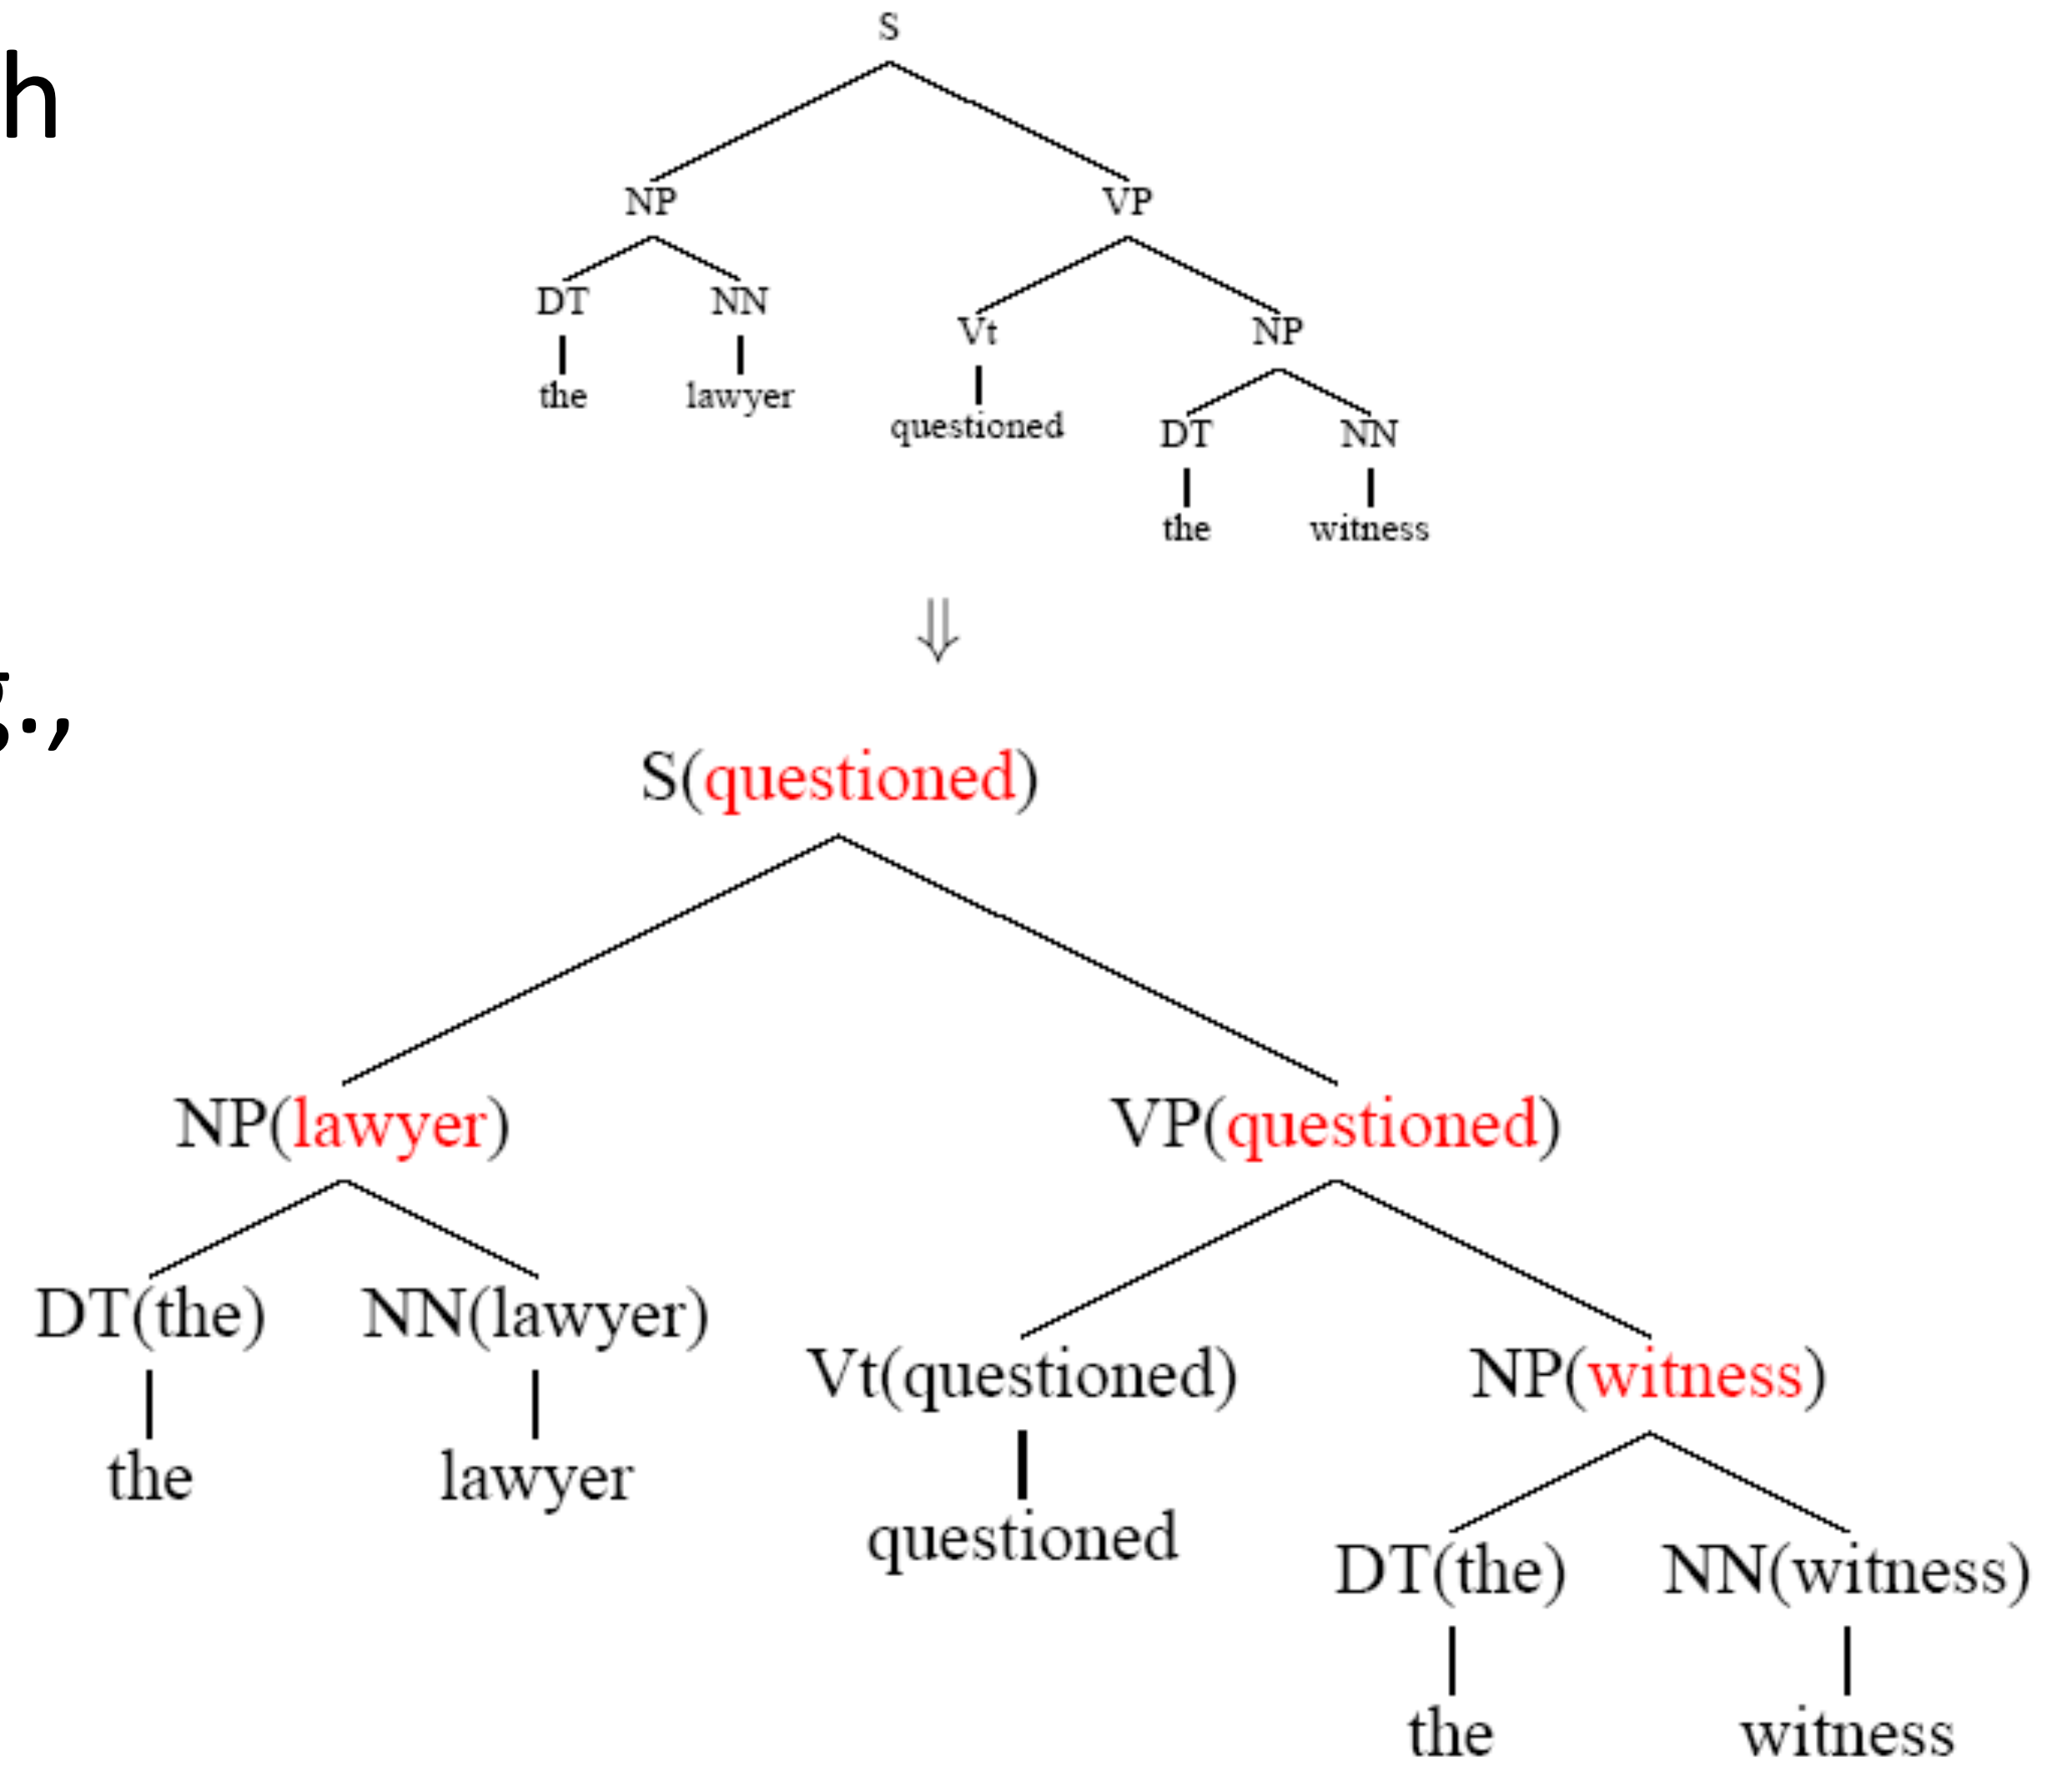 h
S
NP VP
DT NN
Vt NP
the lawyer
questioned DT NN
the witness
⇓
g.,
S(questioned)
NP(lawyer) VP(questioned)
DT(the) NN(lawyer)
Vt(questioned) NP(witness)
the lawyer
questioned
DT(the) NN(witness)
the witness